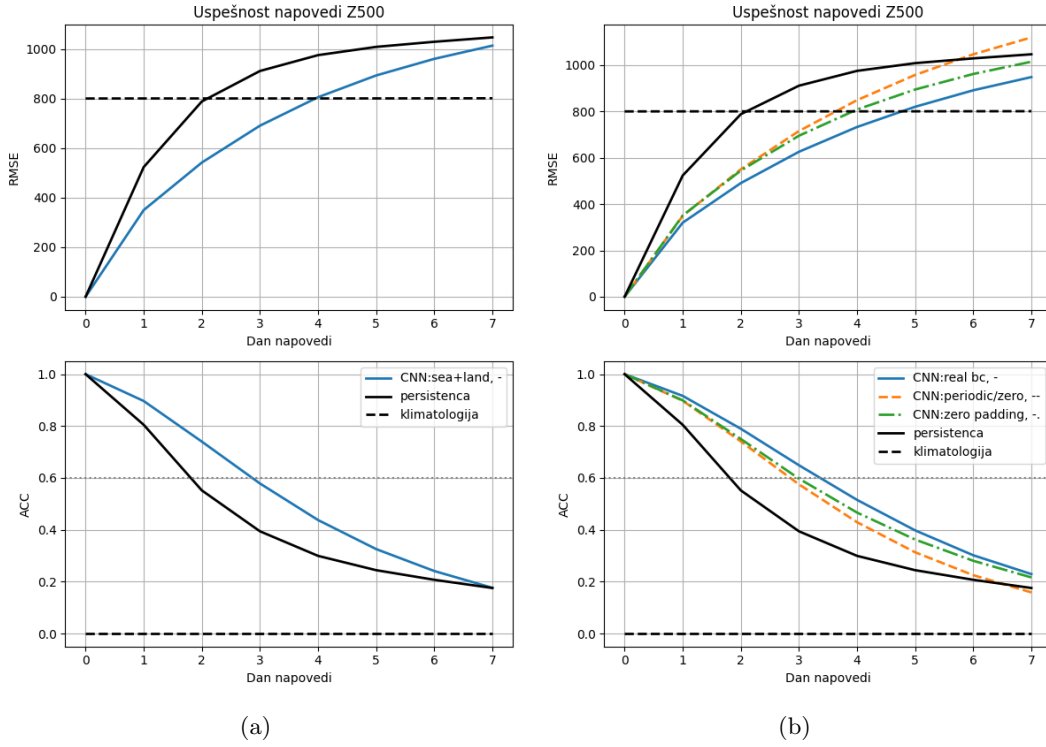 Uspešnost napovedi Z500
1000
800
600
400
200
0
RMSE
0 1 2 3 4 5 6 7
Dan napovedi
1.0
0.8
0.6
0.4
0.2
0.0
ACC
CNN:sea+land, -
persistenca
klimatologija
0 1 2 3 4 5 6 7
Dan napovedi
(a)
Uspešnost napovedi Z500
1000
800
600
400
200
0
RMSE
0 1 2 3 4 5 6 7
Dan napovedi
1.0
0.8
0.6
0.4
0.2
0.0
ACC
CNN:real bc, -
CNN:periodic/zero, --
CNN:zero padding, -.
persistenca
klimatologija
0 1 2 3 4 5 6 7
Dan napovedi
(b)